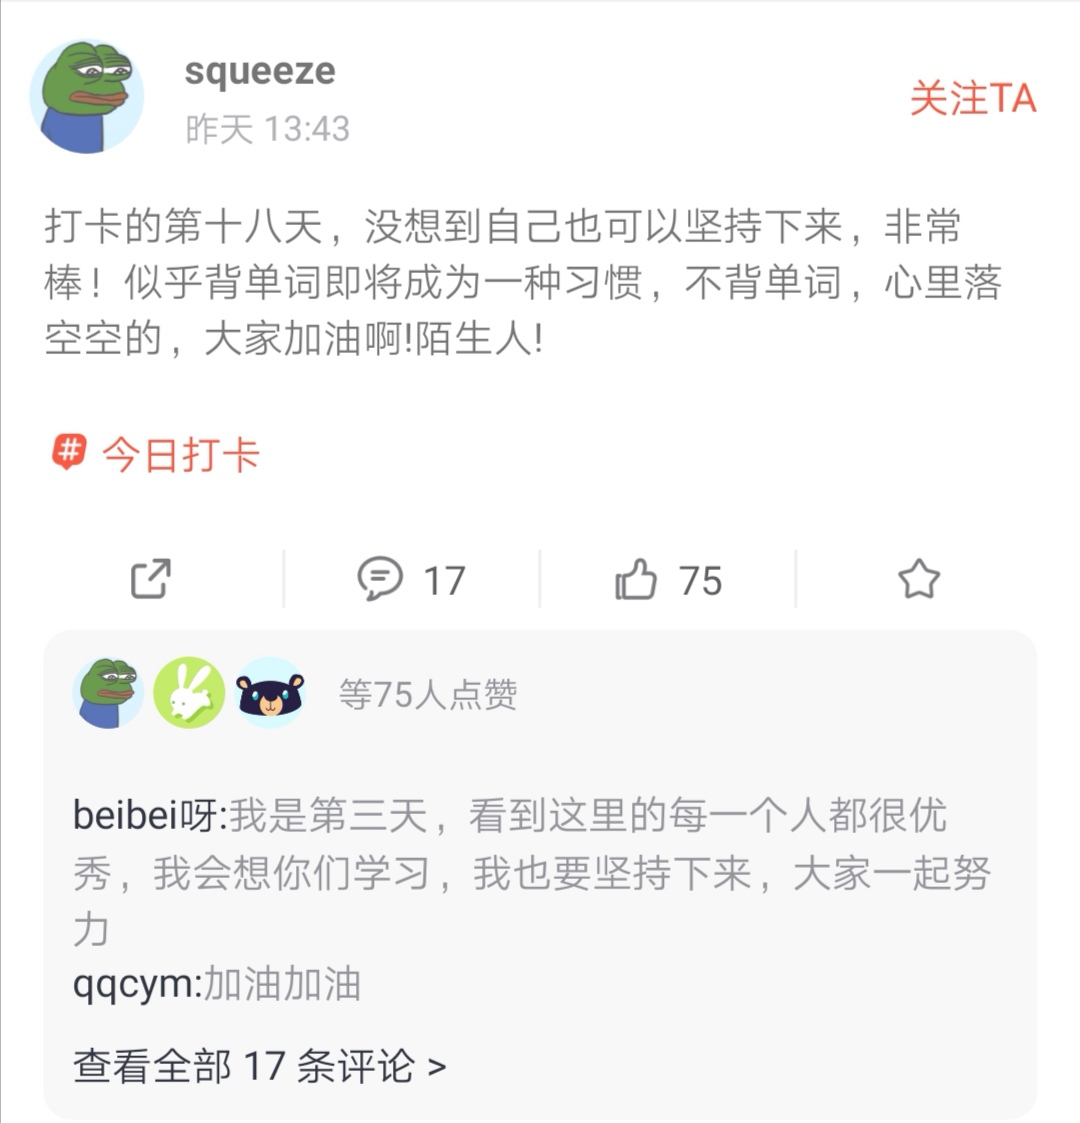 squeeze
关注TA
昨天 13:43
打卡的第十八天，没想到自己也可以坚持下来，非常
棒！似乎背单词即将成为一种习惯，不背单词，心里落
空空的，大家加油啊!陌生人!
# 今日打卡
17
75
等75人点赞
beibei呀:我是第三天，看到这里的每一个人都很优
秀，我会想你们学习，我也要坚持下来，大家一起努
力
qqcym:加油加油
查看全部 17 条评论 >